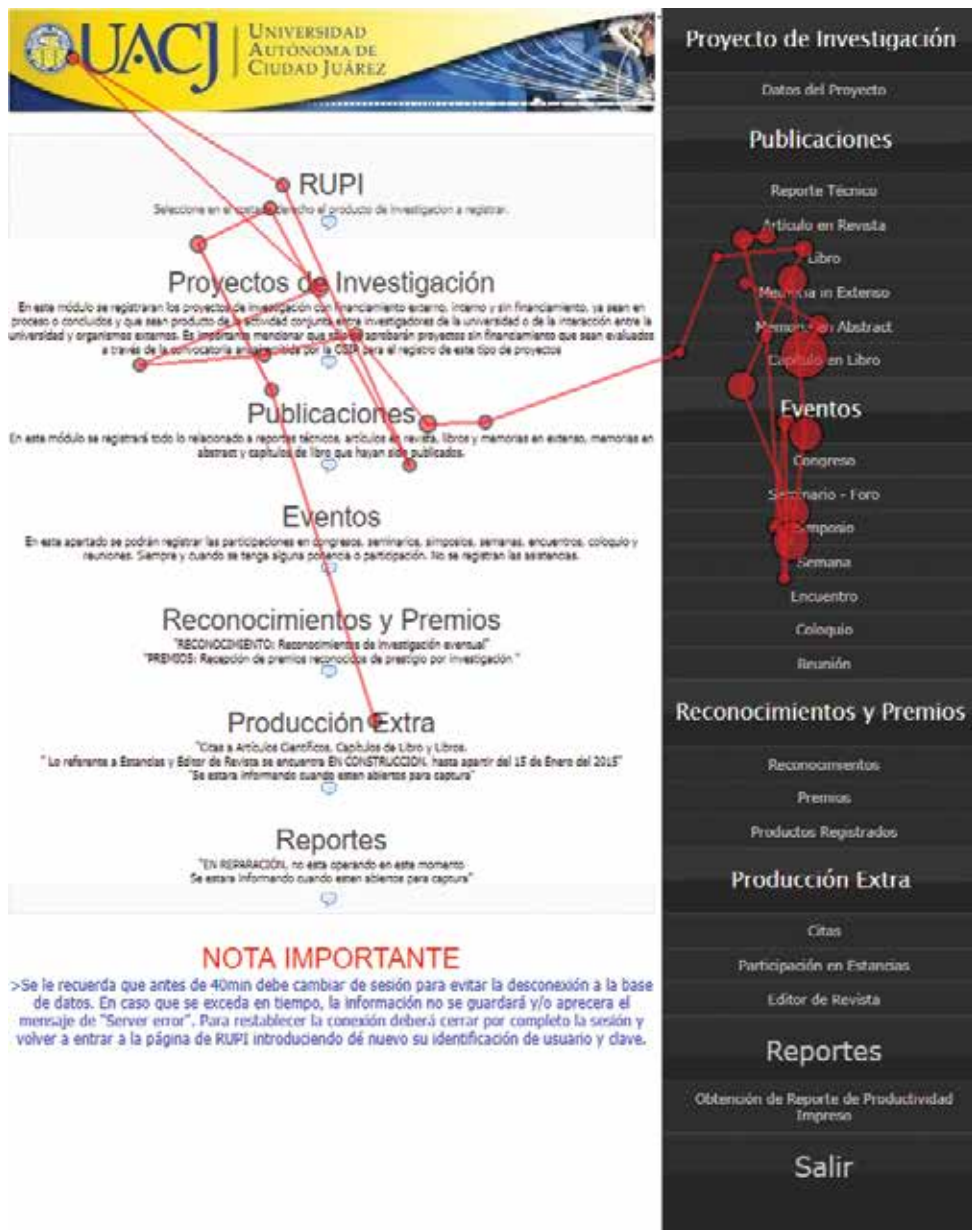 UACJ
UNIVERSIDAD
AUTÓNOMA DE
CIUDAD JUÁREZ
RUPI
Seleccione en el costado derecho el producto de investigacion a registrar.
Proyectos de Investigación
En este módulo se registraran los proyectos de investigación con financiamiento externo, interno y sin financiamiento, ya sean en
proceso o concluidos y que sean producto de la actividad conjunta entre investigadores de la universidad o de la interacción entre la
universidad y organismos externos. Es importante mencionar que solo se aprobarán proyectos sin financiamiento que sean evaluados
a través de la convocatoria anual emitida por la CGIP para el registro de este tipo de proyectos
Publicaciones
En este módulo se registrará todo lo relacionado a reportes técnicos, artículos en revista, libros y memorias en extenso, memorias en
abstract y capítulos de libro que hayan sido publicados.
Eventos
En este apartado se podrán registrar las participaciones en congresos, seminarios, simposios, semanas, encuentros, coloquio y
reuniones. Siempre y cuando se tenga alguna ponencia o participación. No se registran las asistencias.
Reconocimientos y Premios
"RECONOCIMIENTO: Reconocimientos de investigación eventual"
"PREMIOS: Recepción de premios reconocidos de prestigio por investigación "
Producción Extra
"Citas a Artículos Científicos, Capítulos de Libro y Libros.
" Lo referente a Estancias y Editor de Revista se encuentra EN CONSTRUCCION, hasta apartir del 15 de Enero del 2015"
"Se estara informando cuando esten abiertos para captura"
Reportes
"EN REPARACIÓN, no esta operando en este momento
Se estara informando cuando esten abiertos para captura"
NOTA IMPORTANTE
>Se le recuerda que antes de 40min debe cambiar de sesión para evitar la desconexión a la base
de datos. En caso que se exceda en tiempo, la información no se guardará y/o aprecera el
mensaje de "Server error". Para restablecer la conexión deberá cerrar por completo la sesión y
volver a entrar a la página de RUPI introduciendo dé nuevo su identificación de usuario y clave.
Proyecto de Investigación
Datos del Proyecto
Publicaciones
Reporte Técnico
Artículo en Revista
Libro
Memoria in Extenso
Memoria in Abstract
Capítulo en Libro
Eventos
Congreso
Seminario - Foro
Simposio
Semana
Encuentro
Coloquio
Reunión
Reconocimientos y Premios
Reconocimientos
Premios
Productos Registrados
Producción Extra
Citas
Participación en Estancias
Editor de Revista
Reportes
Obtención de Reporte de Productividad
Impreso
Salir